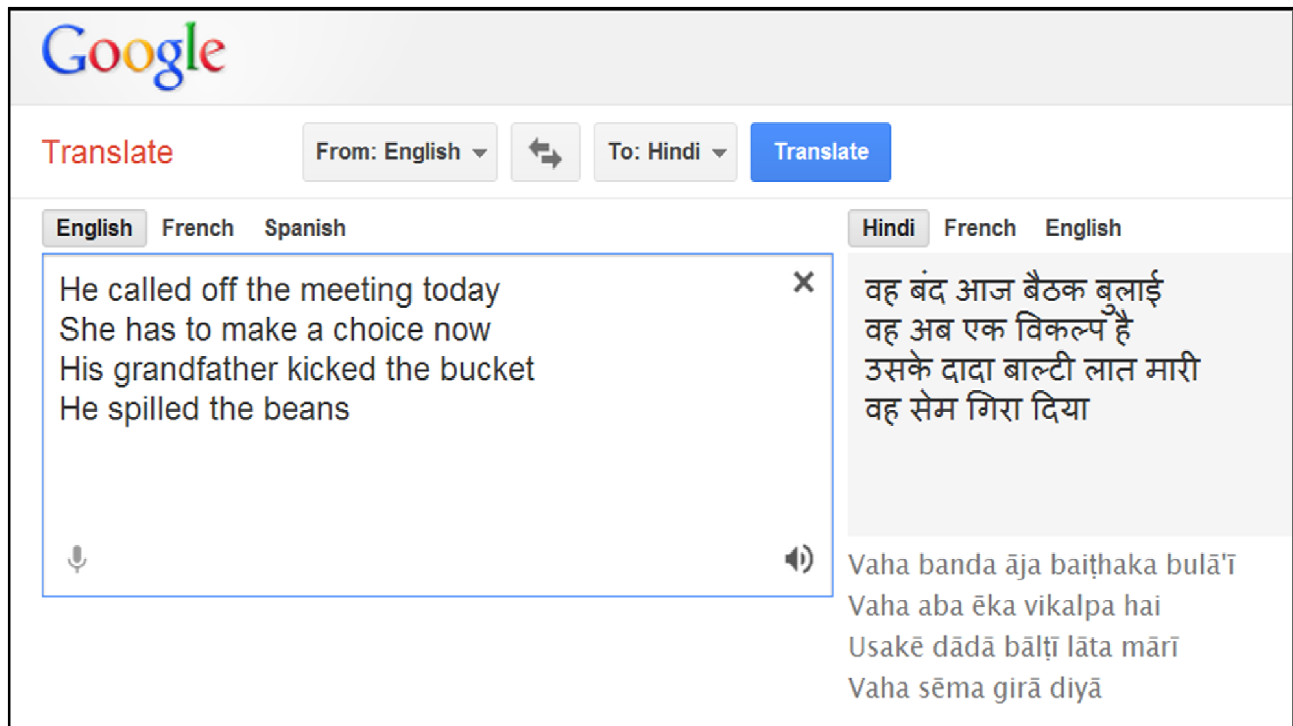 Google
Translate
From: English
To: Hindi
Translate
English French Spanish
He called off the meeting today
She has to make a choice now
His grandfather kicked the bucket
He spilled the beans
Hindi French English
वह बंद आज बैठक बुलाई
वह अब एक विकल्प है
उसके दादा बाल्टी लात मारी
वह सेम गिरा दिया
Vaha banda āja baiṭhaka bulā'ī
Vaha aba ēka vikalpa hai
Usakē dādā bālṭī lāta mārī
Vaha sēma girā diyā